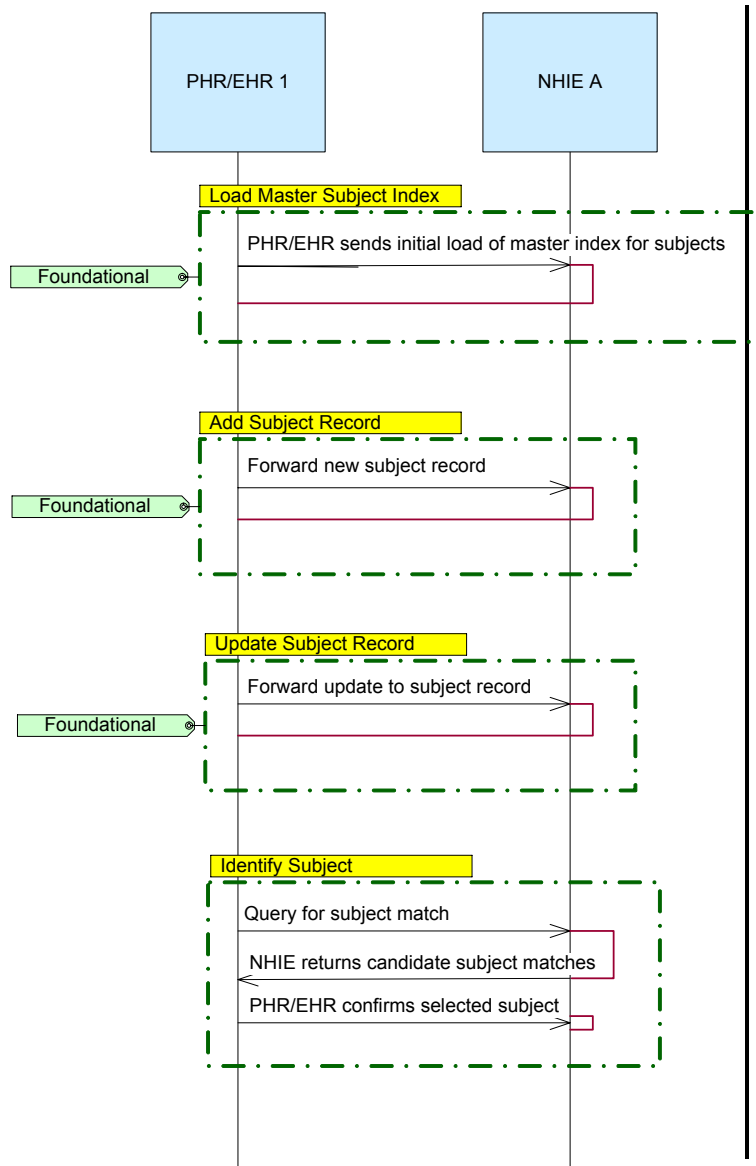 PHR/EHR 1
NHIE A
Load Master Subject Index
PHR/EHR sends initial load of master index for subjects
Foundational
Add Subject Record
Forward new subject record
Foundational
Update Subject Record
Forward update to subject record
Foundational
Identify Subject
Query for subject match
NHIE returns candidate subject matches
PHR/EHR confirms selected subject